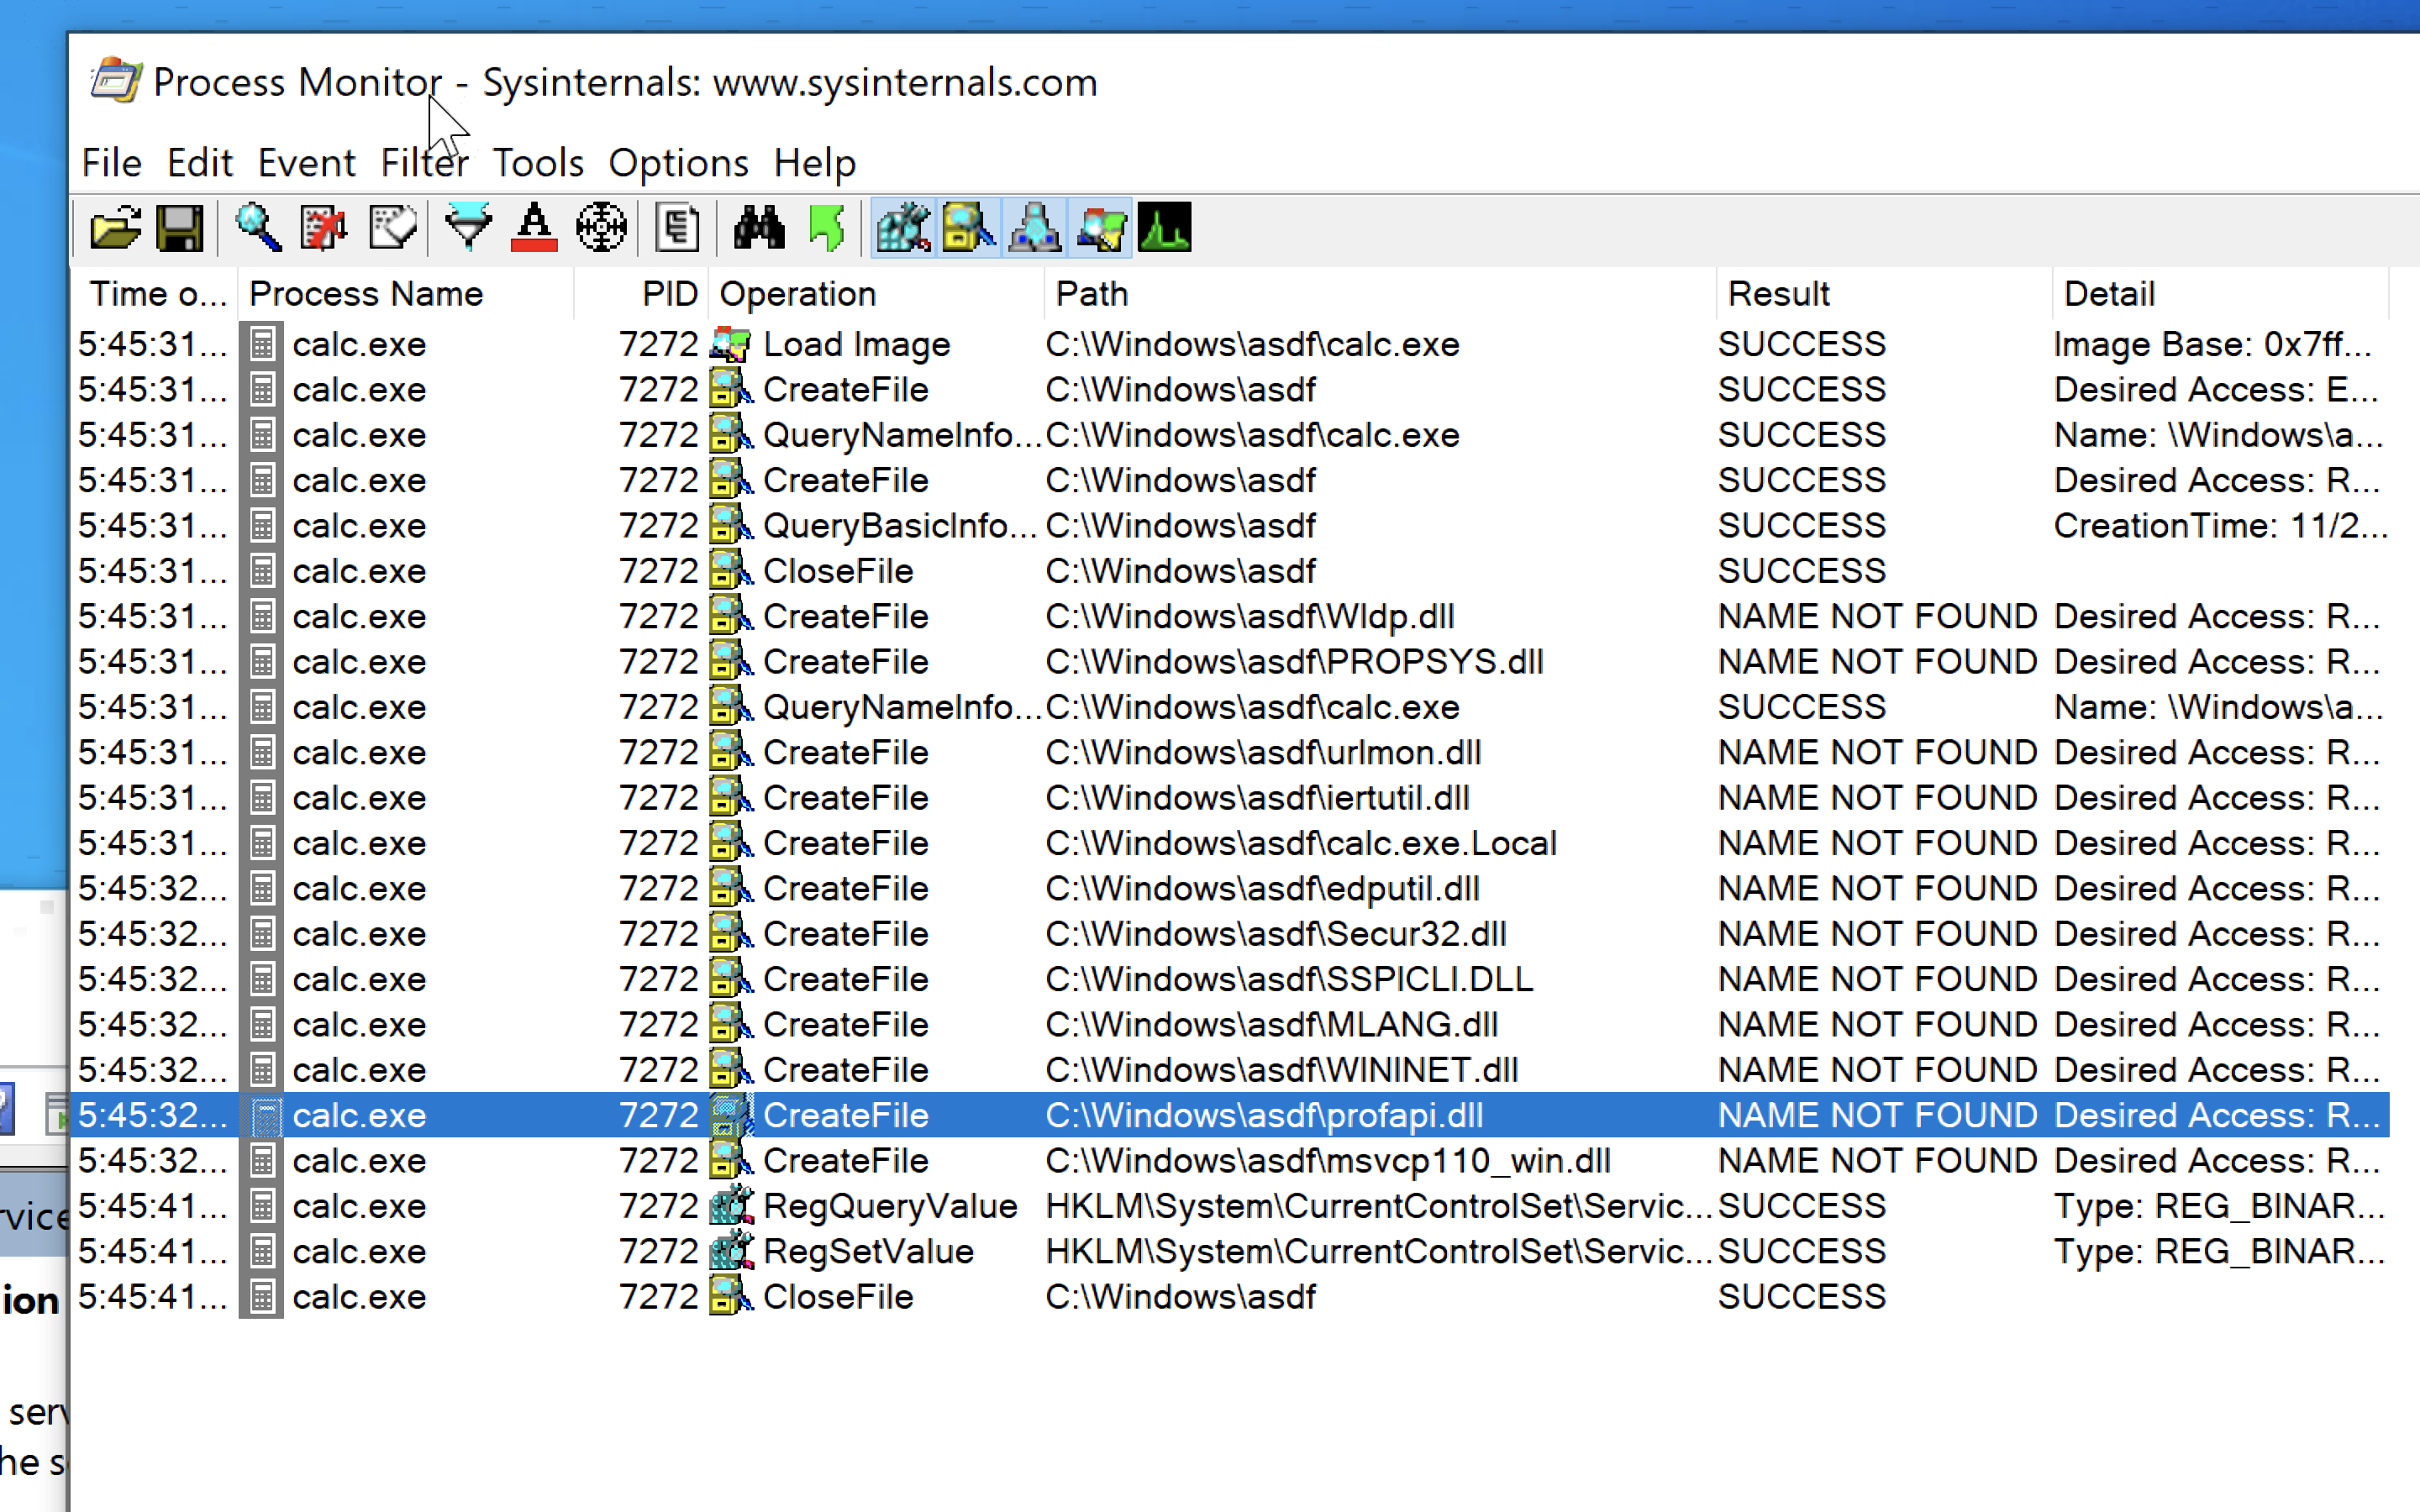 Process Monitor - Sysinternals: www.sysinternals.com
File Edit Event Filter Tools Options Help
Time o... Process Name PID Operation Path Result Detail
5:45:31... calc.exe 7272 Load Image C:\Windows\asdf\calc.exe SUCCESS Image Base: 0x7ff...
5:45:31... calc.exe 7272 CreateFile C:\Windows\asdf SUCCESS Desired Access: E...
5:45:31... calc.exe 7272 QueryNameInfo... C:\Windows\asdf\calc.exe SUCCESS Name: \Windows\a...
5:45:31... calc.exe 7272 CreateFile C:\Windows\asdf SUCCESS Desired Access: R...
5:45:31... calc.exe 7272 QueryBasicInfo... C:\Windows\asdf SUCCESS CreationTime: 11/2...
5:45:31... calc.exe 7272 CloseFile C:\Windows\asdf SUCCESS
5:45:31... calc.exe 7272 CreateFile C:\Windows\asdf\Wldp.dll NAME NOT FOUND Desired Access: R...
5:45:31... calc.exe 7272 CreateFile C:\Windows\asdf\PROPSYS.dll NAME NOT FOUND Desired Access: R...
5:45:31... calc.exe 7272 QueryNameInfo... C:\Windows\asdf\calc.exe SUCCESS Name: \Windows\a...
5:45:31... calc.exe 7272 CreateFile C:\Windows\asdf\urlmon.dll NAME NOT FOUND Desired Access: R...
5:45:31... calc.exe 7272 CreateFile C:\Windows\asdf\iertutil.dll NAME NOT FOUND Desired Access: R...
5:45:31... calc.exe 7272 CreateFile C:\Windows\asdf\calc.exe.Local NAME NOT FOUND Desired Access: R...
5:45:32... calc.exe 7272 CreateFile C:\Windows\asdf\edputil.dll NAME NOT FOUND Desired Access: R...
5:45:32... calc.exe 7272 CreateFile C:\Windows\asdf\Secur32.dll NAME NOT FOUND Desired Access: R...
5:45:32... calc.exe 7272 CreateFile C:\Windows\asdf\SSPICLI.DLL NAME NOT FOUND Desired Access: R...
5:45:32... calc.exe 7272 CreateFile C:\Windows\asdf\MLANG.dll NAME NOT FOUND Desired Access: R...
5:45:32... calc.exe 7272 CreateFile C:\Windows\asdf\WININET.dll NAME NOT FOUND Desired Access: R...
5:45:32... calc.exe 7272 CreateFile C:\Windows\asdf\profapi.dll NAME NOT FOUND Desired Access: R...
5:45:32... calc.exe 7272 CreateFile C:\Windows\asdf\msvcp110_win.dll NAME NOT FOUND Desired Access: R...
5:45:41... calc.exe 7272 RegQueryValue HKLM\System\CurrentControlSet\Servic... SUCCESS Type: REG_BINAR...
5:45:41... calc.exe 7272 RegSetValue HKLM\System\CurrentControlSet\Servic... SUCCESS Type: REG_BINAR...
5:45:41... calc.exe 7272 CloseFile C:\Windows\asdf SUCCESS
rvice
ion
serv
he s